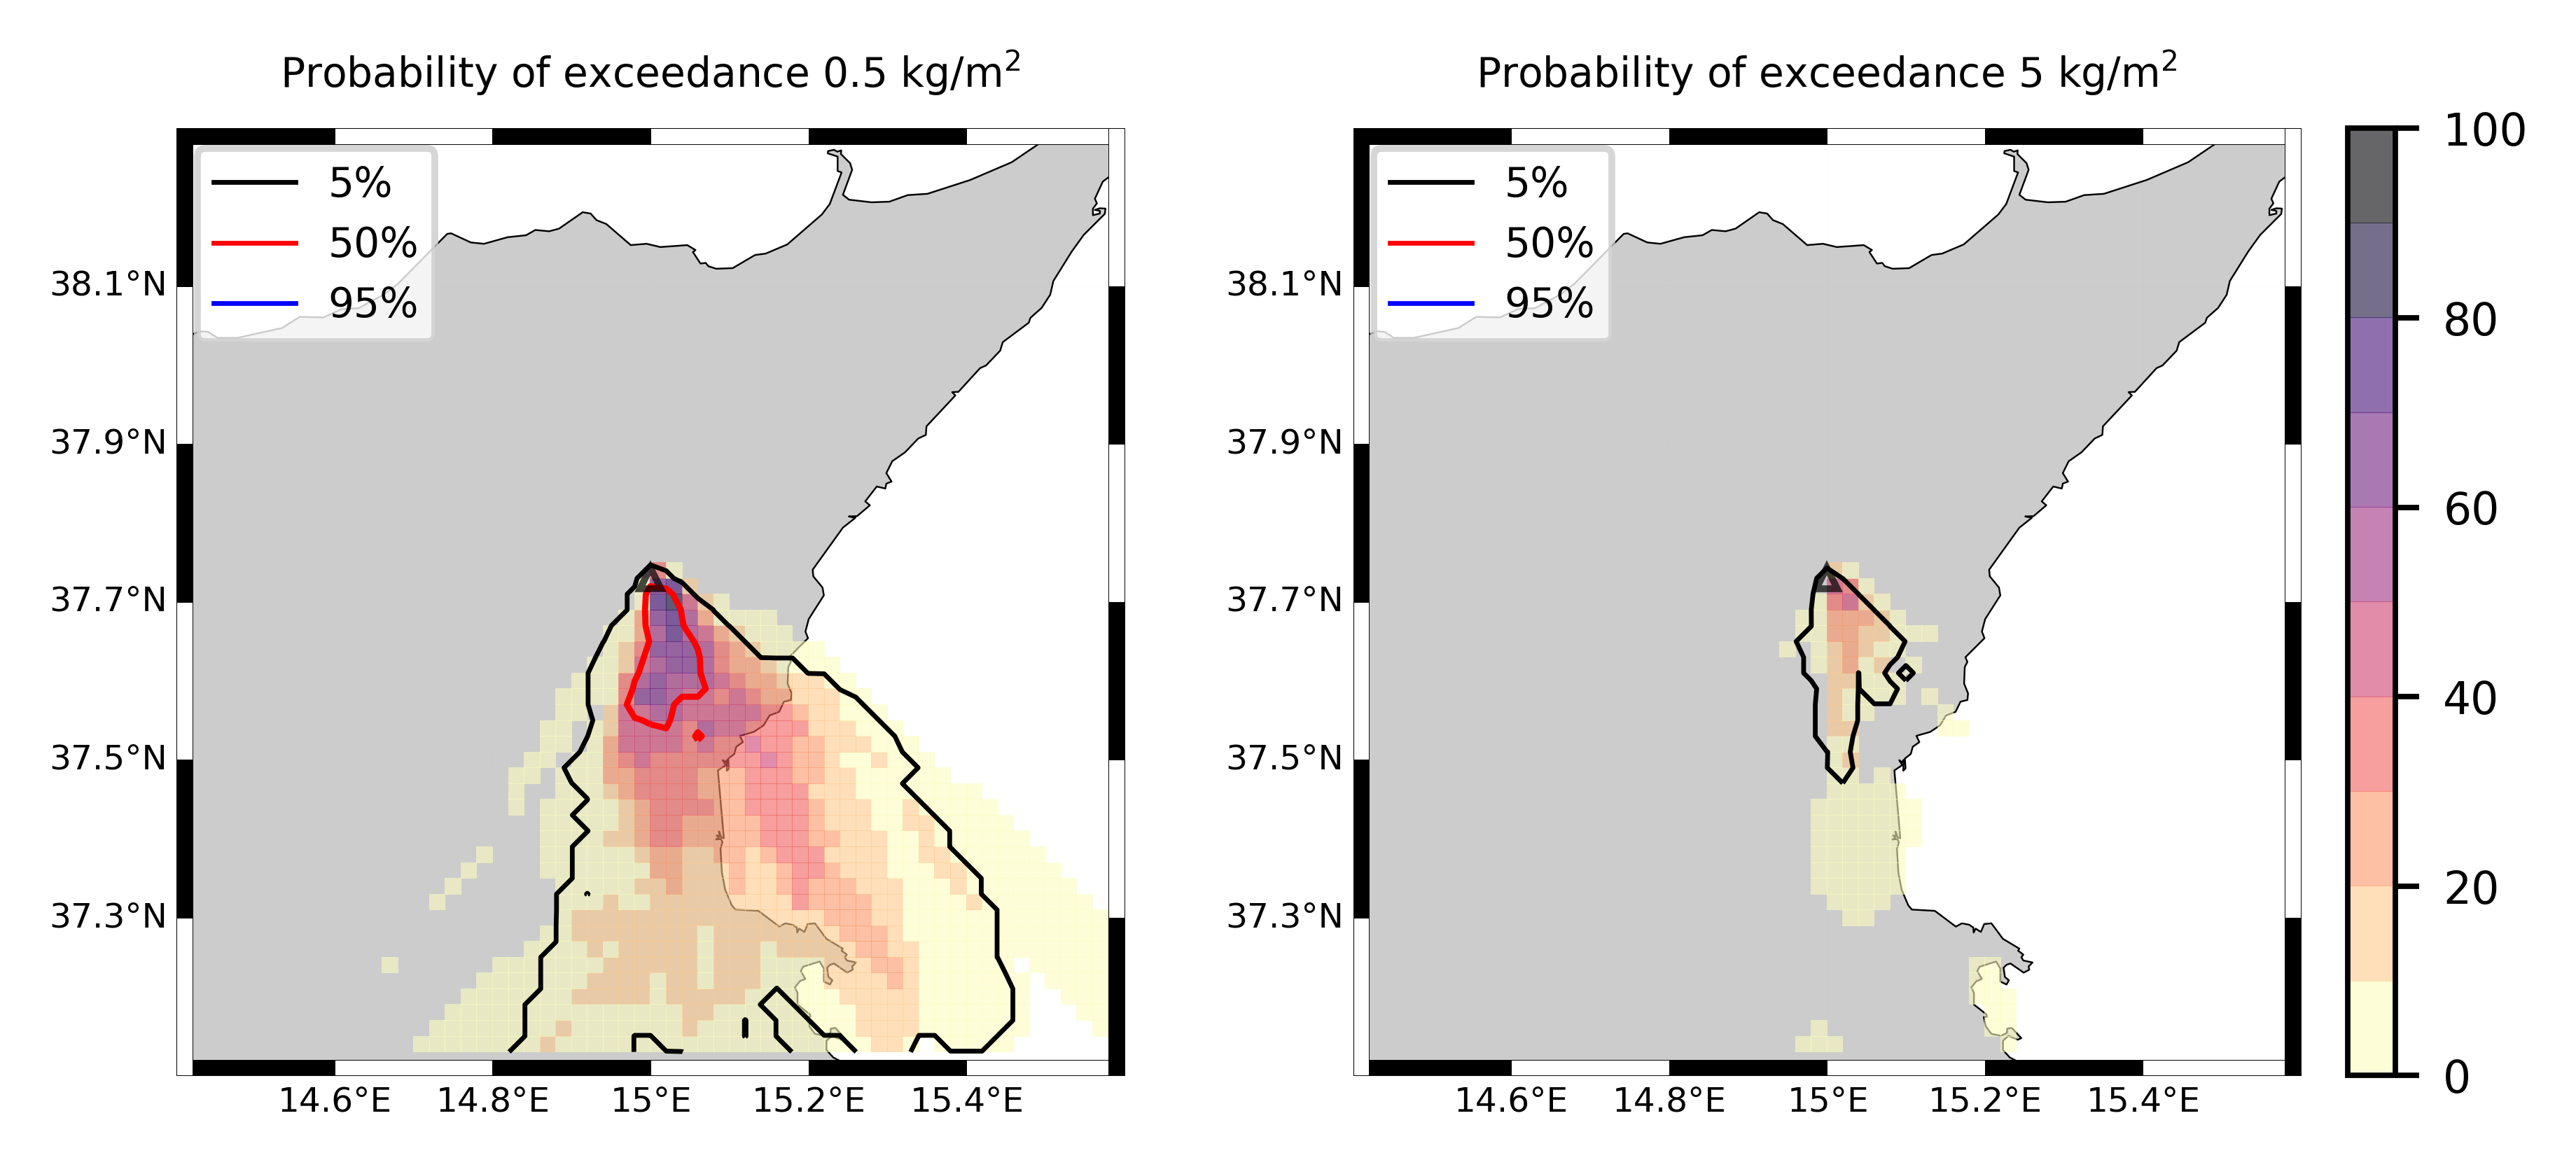 Probability of exceedance 0.5 kg/m²
5%
50%
95%
38.1°N
37.9°N
37.7°N
37.5°N
37.3°N
14.6°E
14.8°E
15°E
15.2°E
15.4°E
Probability of exceedance 5 kg/m²
5%
50%
95%
38.1°N
37.9°N
37.7°N
37.5°N
37.3°N
14.6°E
14.8°E
15°E
15.2°E
15.4°E
100
80
60
40
20
0